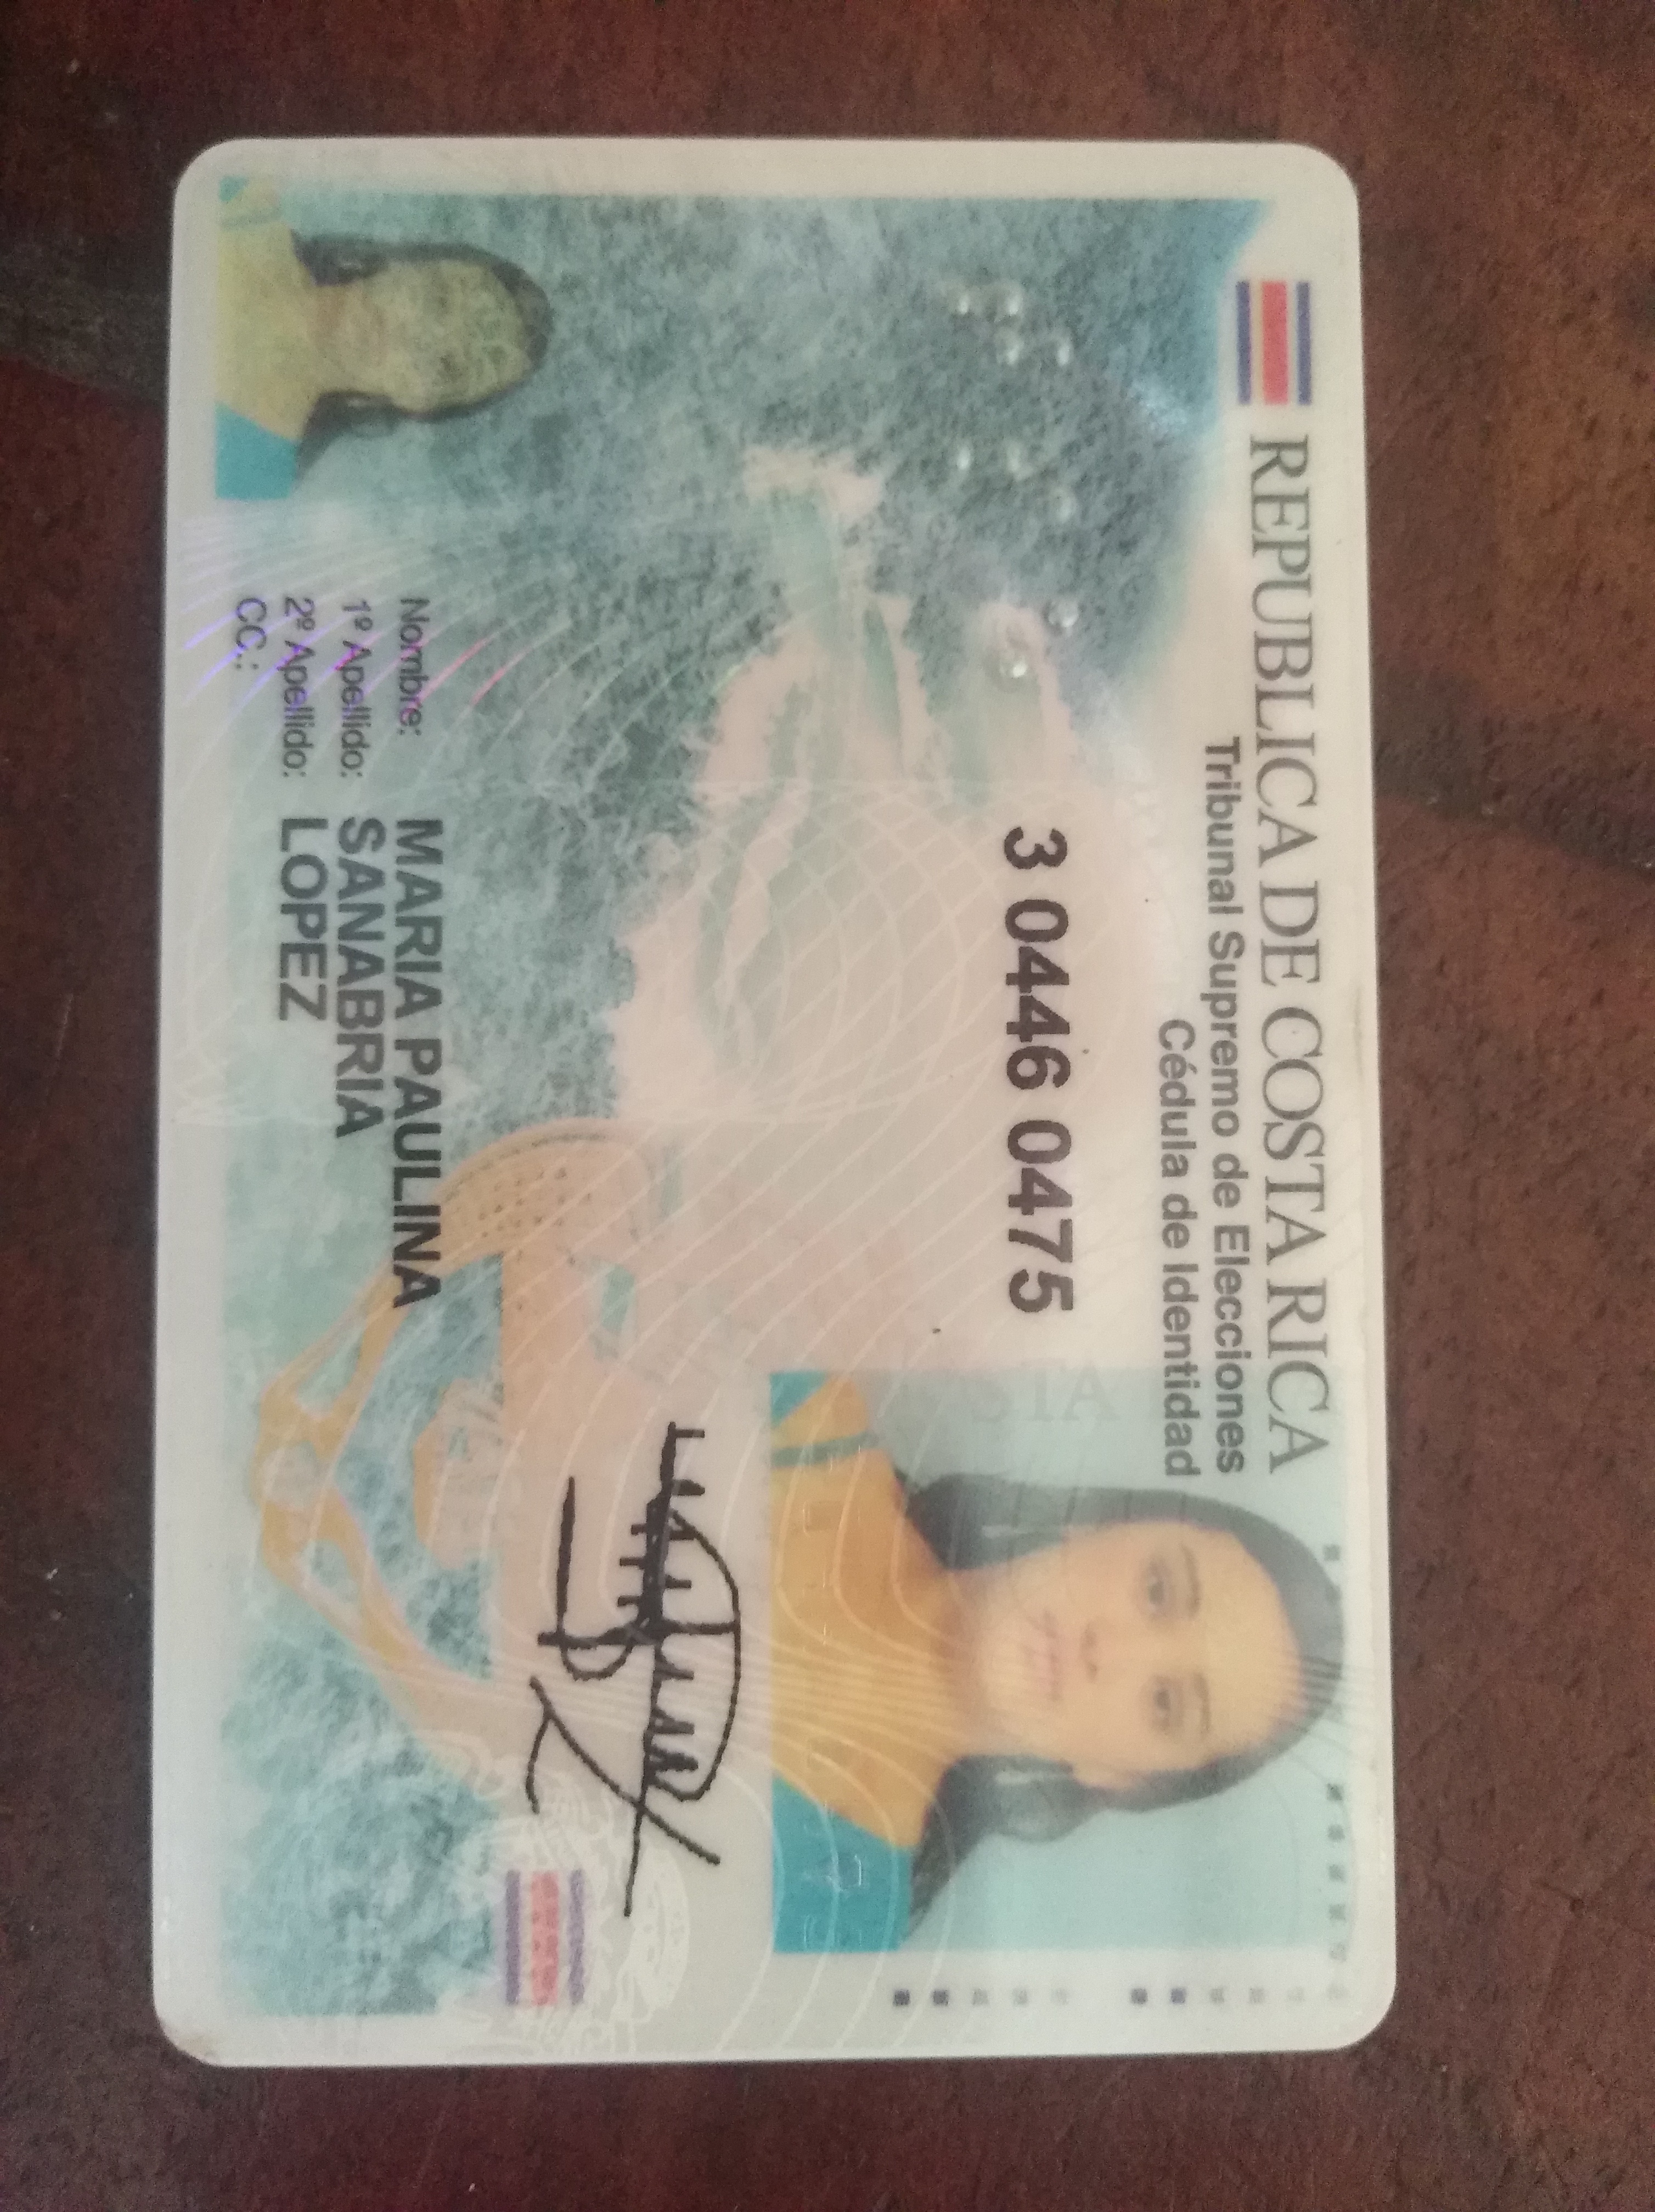 REPUBLICA DE COSTA RICA
Tribunal Supremo de Elecciones
Cédula de Identidad
3 0446 0475
Nombre: MARIA PAULINA
1º Apellido: SANABRIA
2º Apellido: LOPEZ
CC.: